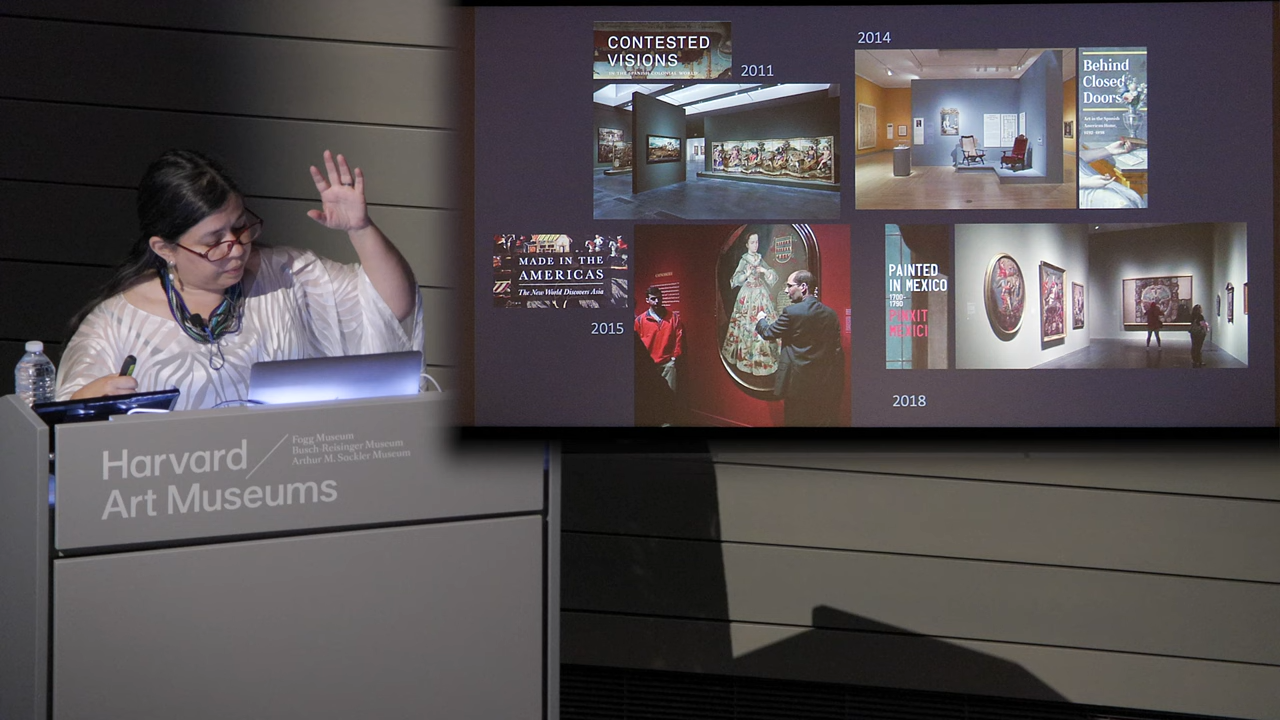 CONTESTED
VISIONS
IN THE SPANISH COLONIAL WORLD
2011
2014
Behind
Closed
Doors
Art in the Spanish
American Home,
MADE IN THE
AMERICAS
The New World Discovers Asia
2015
PAINTED
IN MEXICO
1700-
1790
PINXIT
MEXICI
2018
Harvard
Art Museums
Fogg Museum
Busch-Reisinger Museum
Arthur M. Sackler Museum